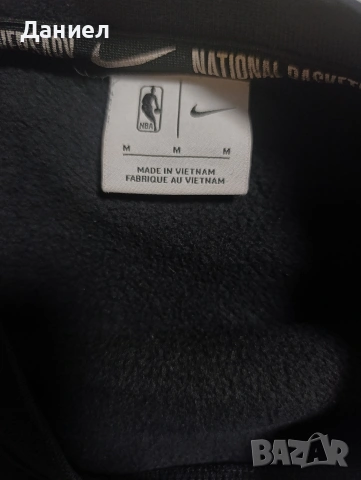 Даниел
NATIONAL BASKET
NBA
M M M
MADE IN VIETNAM
FABRIQUE AU VIETNAM
BAZAR